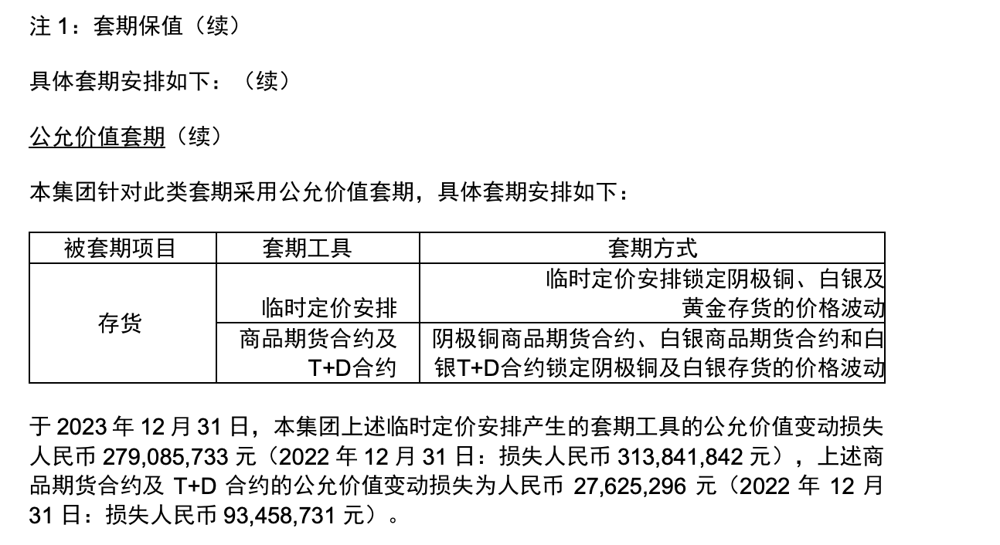 注 1：套期保值（续）
具体套期安排如下：（续）
公允价值套期（续）
本集团针对此类套期采用公允价值套期，具体套期安排如下：
被套期项目 套期工具 套期方式
存货
临时定价安排
临时定价安排锁定阴极铜、白银及
黄金存货的价格波动
商品期货合约及
T+D合约
阴极铜商品期货合约、白银商品期货合约和白
银T+D合约锁定阴极铜及白银存货的价格波动
于 2023 年 12 月 31 日，本集团上述临时定价安排产生的套期工具的公允价值变动损失
人民币 279,085,733 元（2022 年 12 月 31 日：损失人民币 313,841,842 元），上述商
品期货合约及 T+D 合约的公允价值变动损失为人民币 27,625,296 元（2022 年 12 月
31 日：损失人民币 93,458,731 元）。